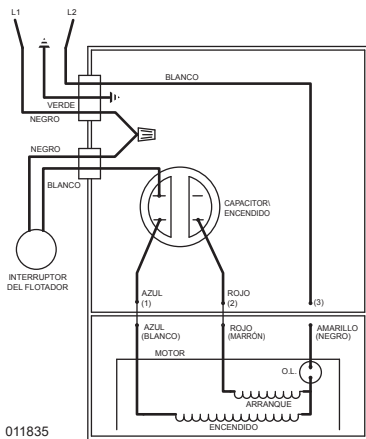 L1
L2
BLANCO
VERDE
NEGRO
NEGRO
BLANCO
CAPACITOR\
ENCENDIDO
INTERRUPTOR
DEL FLOTADOR
AZUL
(1)
ROJO
(2)
(3)
AZUL
(BLANCO)
ROJO
(MARRÓN)
AMARILLO
(NEGRO)
MOTOR
O.L.
ARRANQUE
ENCENDIDO
011835